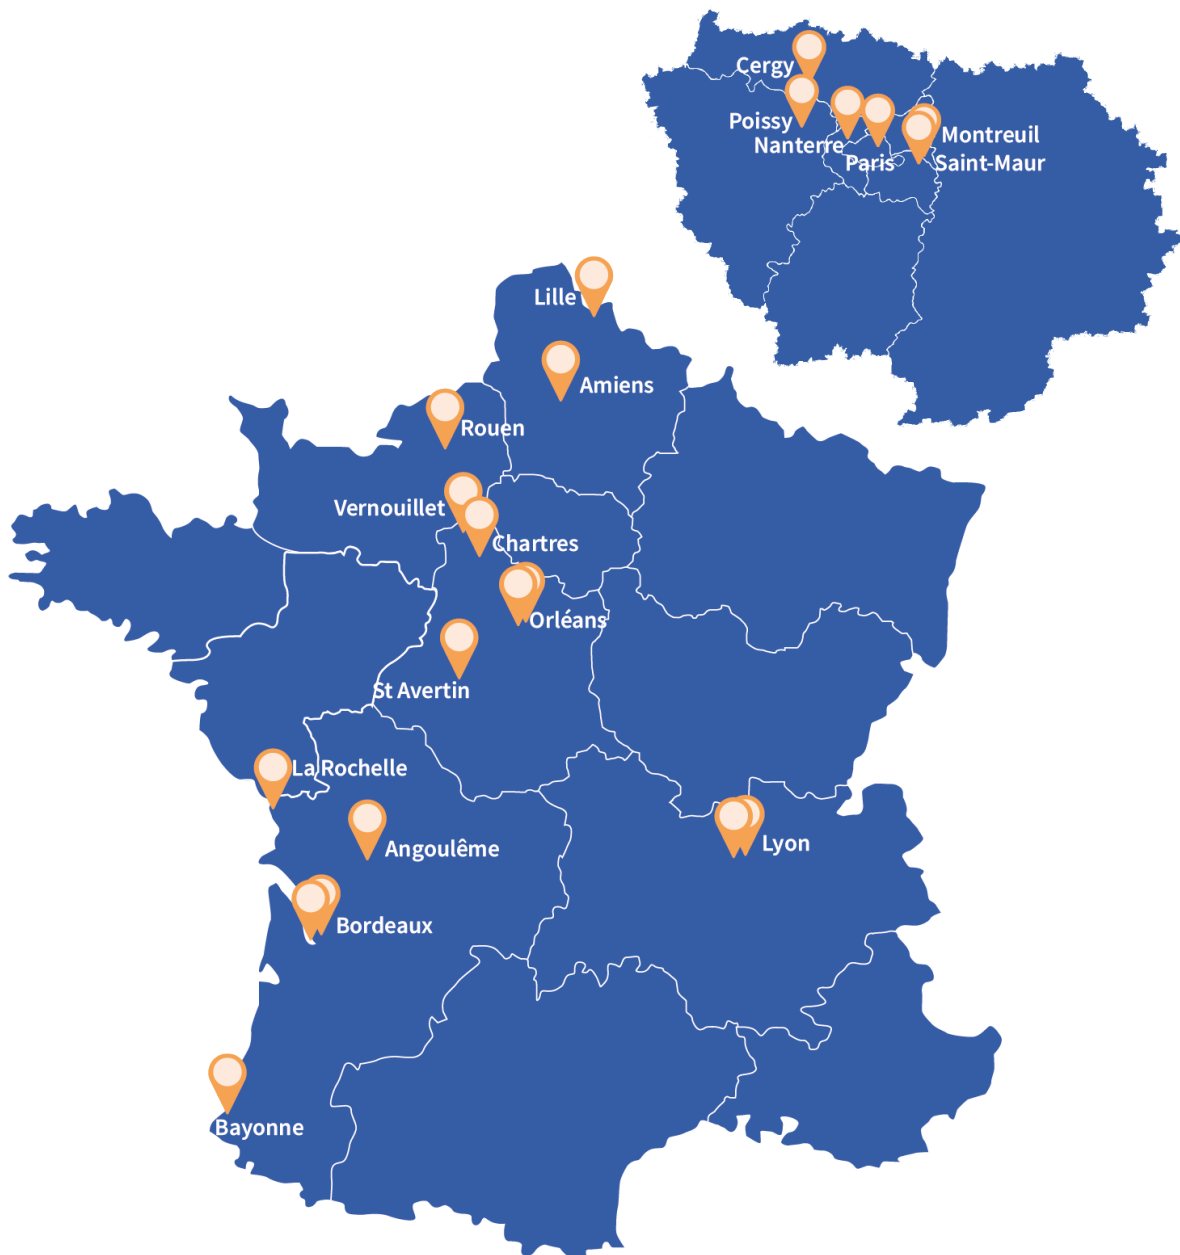 Cergy
Poissy
Montreuil
Nanterre
Paris
Saint-Maur
Lille
Amiens
Rouen
Vernouillet
Chartres
Orléans
St Avertin
La Rochelle
Lyon
Angoulême
Bordeaux
Bayonne